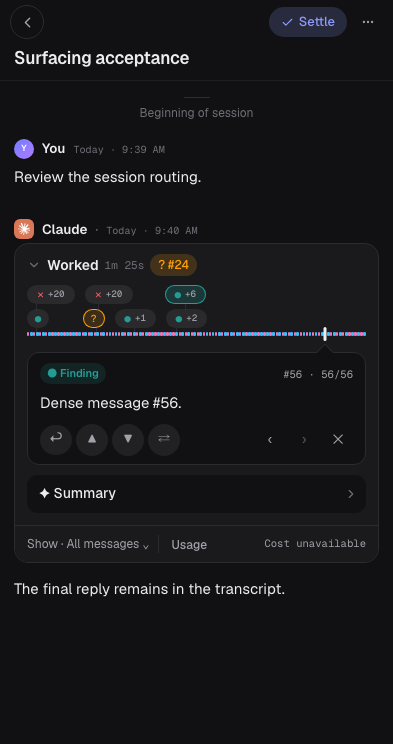 Settle
Surfacing acceptance
Beginning of session
Y You Today · 9:39 AM
Review the session routing.
Claude · Today · 9:40 AM
Worked 1m 25s ? #24
× +20 × +20 +6
? +1 +2
Finding #56 · 56/56
Dense message #56.
Summary
Show · All messages Usage Cost unavailable
The final reply remains in the transcript.